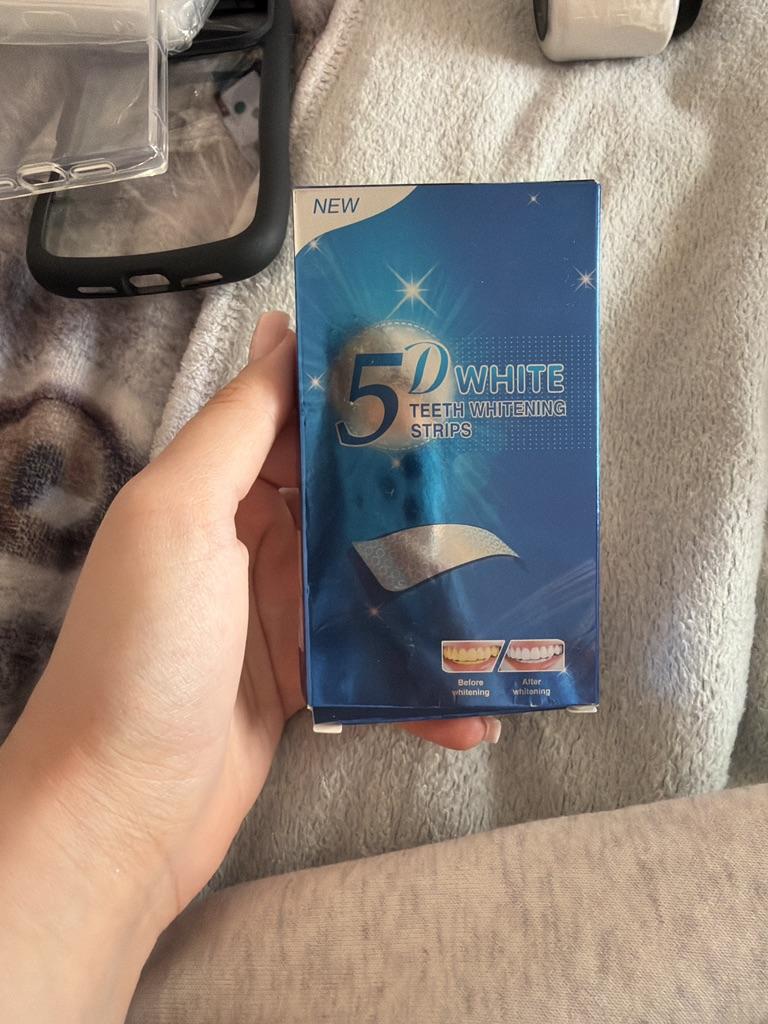 NEW
5D WHITE
TEETH WHITENING
STRIPS
Before After
whitening whitening